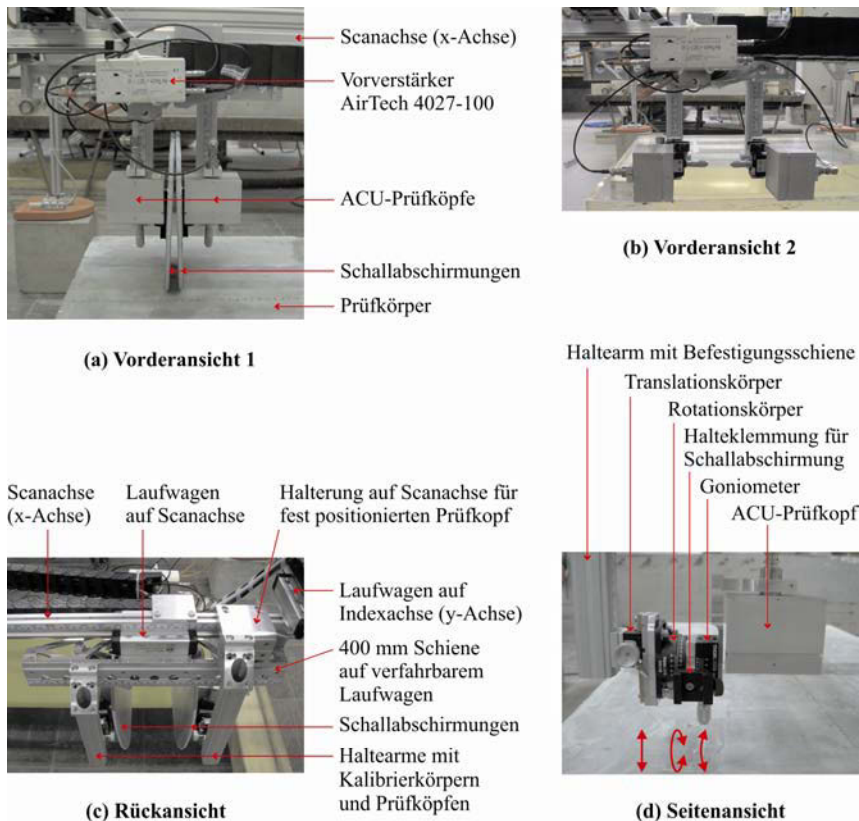 Scanachse (x-Achse)
Vorverstärker
AirTech 4027-100
ACU-Prüfköpfe
Schallabschirmungen
Prüfkörper
(a) Vorderansicht 1
(b) Vorderansicht 2
Scanachse
(x-Achse)
Laufwagen
auf Scanachse
Halterung auf Scanachse für
fest positionierten Prüfkopf
Laufwagen auf
Indexachse (y-Achse)
400 mm Schiene
auf verfahrbarem
Laufwagen
Schallabschirmungen
Haltearme mit
Kalibrierkörpern
und Prüfköpfen
(c) Rückansicht
Haltearm mit Befestigungsschiene
Translationskörper
Rotationskörper
Halteklemmung für
Schallabschirmung
Goniometer
ACU-Prüfkopf
(d) Seitenansicht